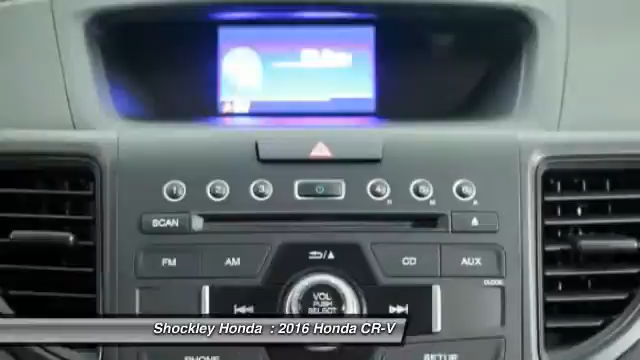 1 2 3 4 5 6
SCAN
FM AM CD AUX
CLOCK
VOL
PUSH
SELECT
Shockley Honda : 2016 Honda CR-V
PHONE SETUP